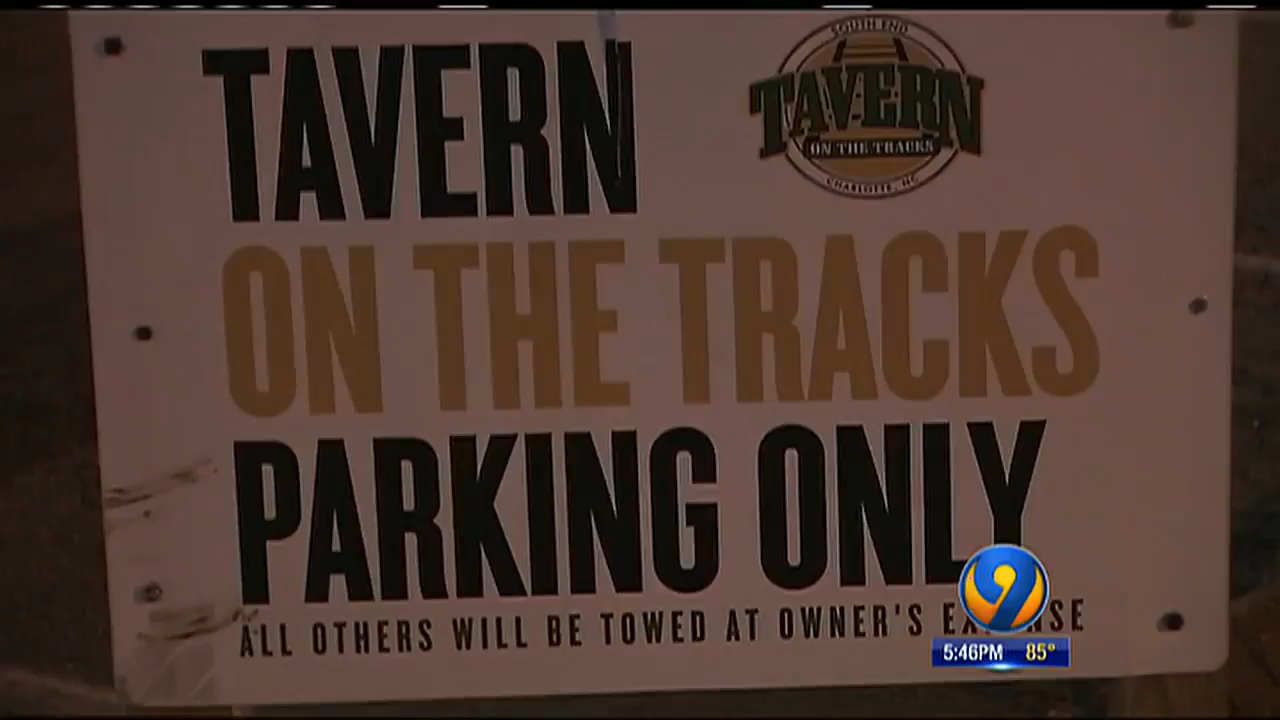 TAVERN
SOUTH END
TAVERN
ON THE TRACKS
CHARLOTTE, NC
ON THE TRACKS
PARKING ONLY
ALL OTHERS WILL BE TOWED AT OWNER'S
9
5:46PM 85°